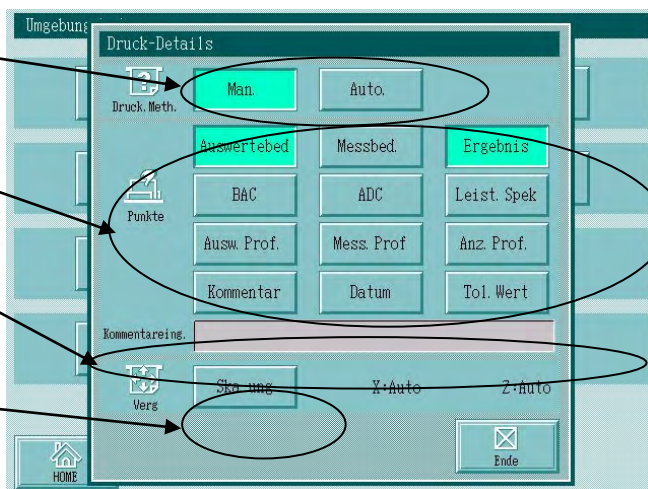 Druck-Details
Druck.Meth. Man. Auto.
Auswertebed Messbed. Ergebnis
Punkte BAC ADC Leist. Spek
Ausw. Prof. Mess. Prof Anz. Prof.
Kommentar Datum Tol. Wert
Kommentareing.
Verg X:Auto Z:Auto
HOME Ende